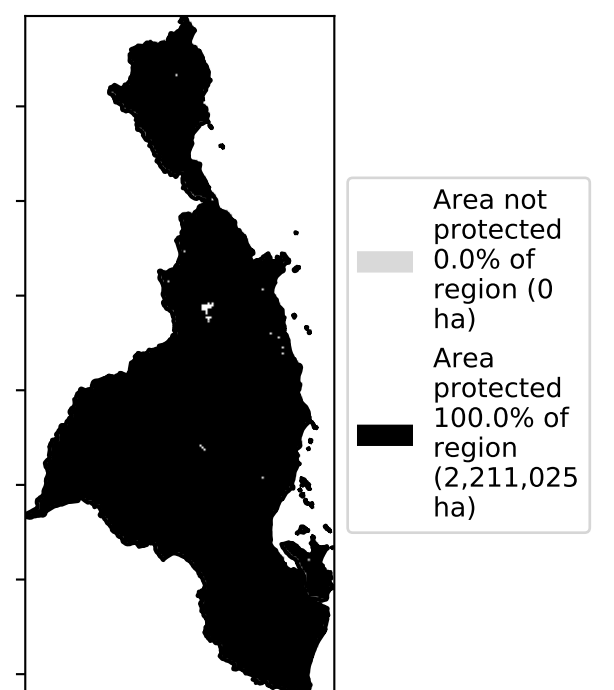 Area not
protected
0.0% of
region (0
ha)
Area
protected
100.0% of
region
(2,211,025
ha)